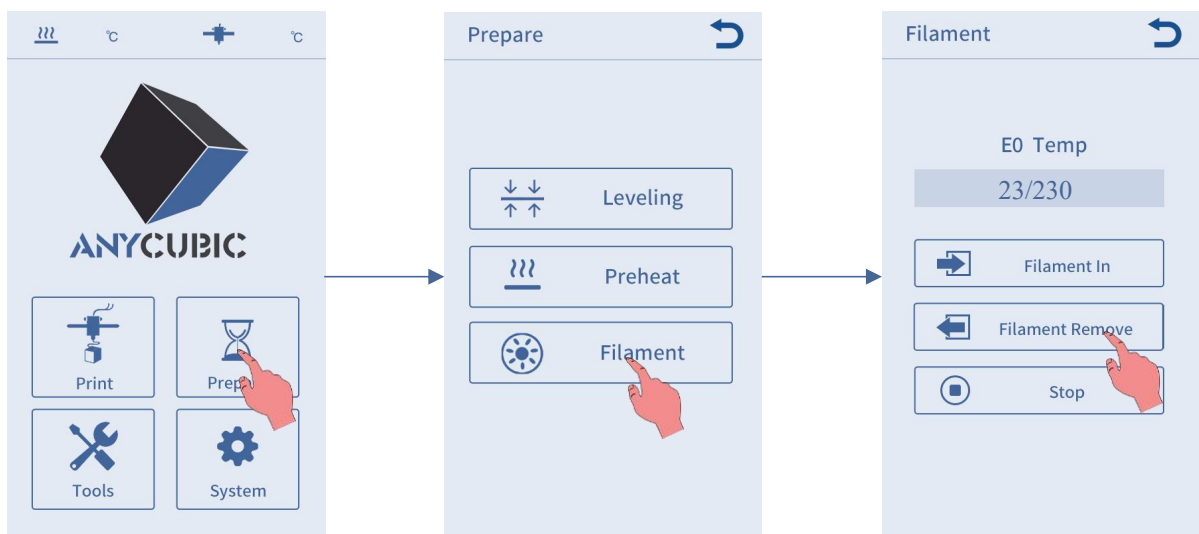 ℃ ℃
ANYCUBIC
Print
Prep
Tools
System
Prepare
Leveling
Preheat
Filament
Filament
E0 Temp
23/230
Filament In
Filament Remove
Stop